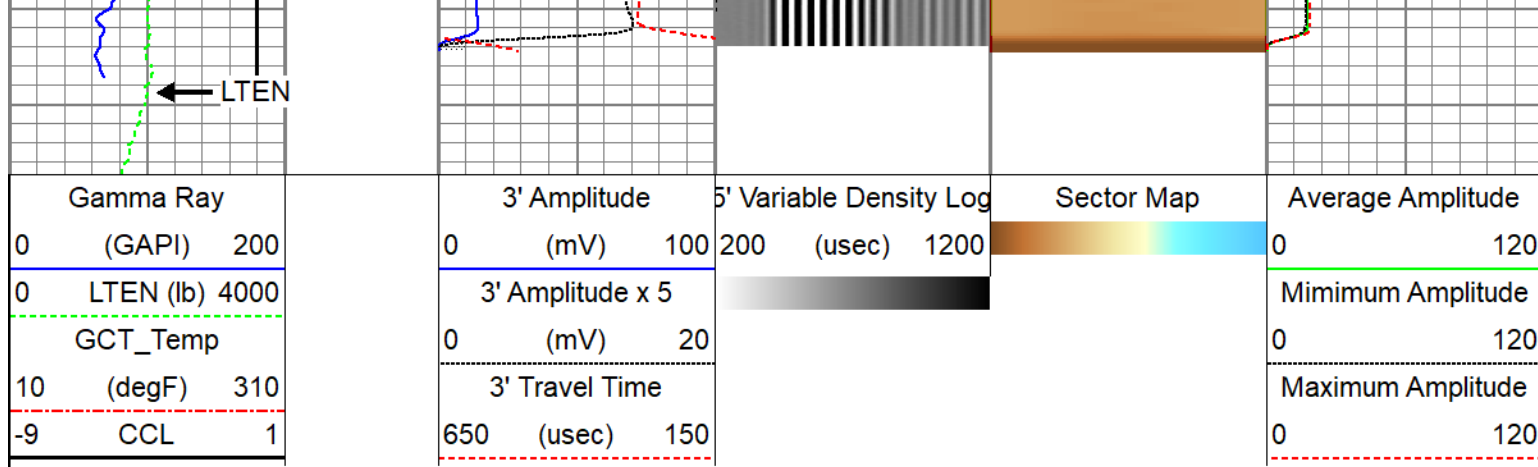 LTEN
Gamma Ray
0 (GAPI) 200
0 LTEN (lb) 4000
GCT_Temp
10 (degF) 310
-9 CCL 1
3' Amplitude
0 (mV) 100
3' Amplitude x 5
0 (mV) 20
3' Travel Time
650 (usec) 150
5' Variable Density Log
200 (usec) 1200
Sector Map
Average Amplitude
0 120
Mimimum Amplitude
0 120
Maximum Amplitude
0 120